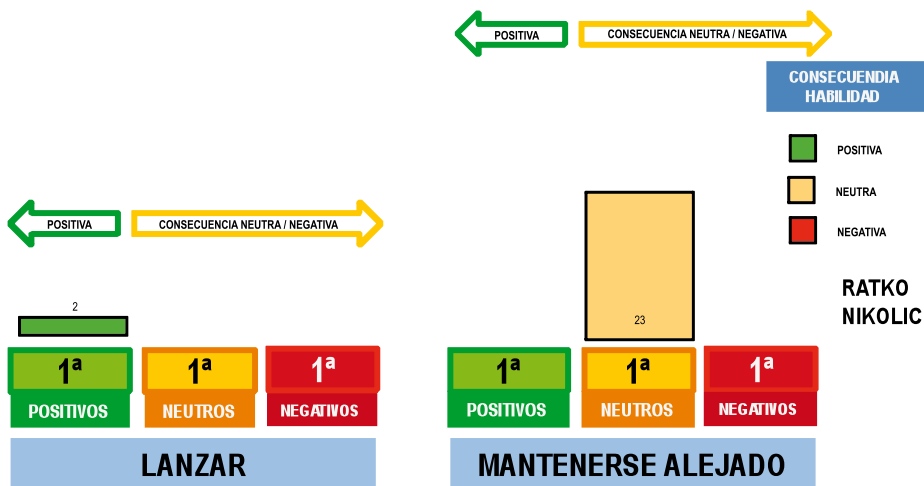 POSITIVA
CONSECUENCIA NEUTRA / NEGATIVA
CONSECUENDIA
HABILIDAD
POSITIVA
NEUTRA
NEGATIVA
RATKO
NIKOLIC
POSITIVA
CONSECUENCIA NEUTRA / NEGATIVA
2
1ª
1ª
1ª
POSITIVOS
NEUTROS
NEGATIVOS
LANZAR
23
1ª
1ª
1ª
POSITIVOS
NEUTROS
NEGATIVOS
MANTENERSE ALEJADO